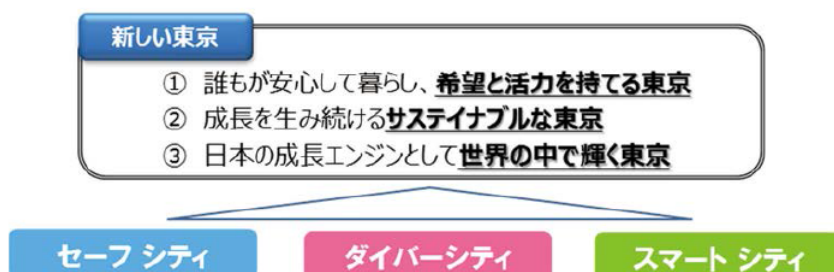 新しい東京
① 誰もが安心して暮らし、希望と活力を持てる東京
② 成長を生み続けるサステイナブルな東京
③ 日本の成長エンジンとして世界の中で輝く東京
セーフ シティ
ダイバーシティ
スマート シティ